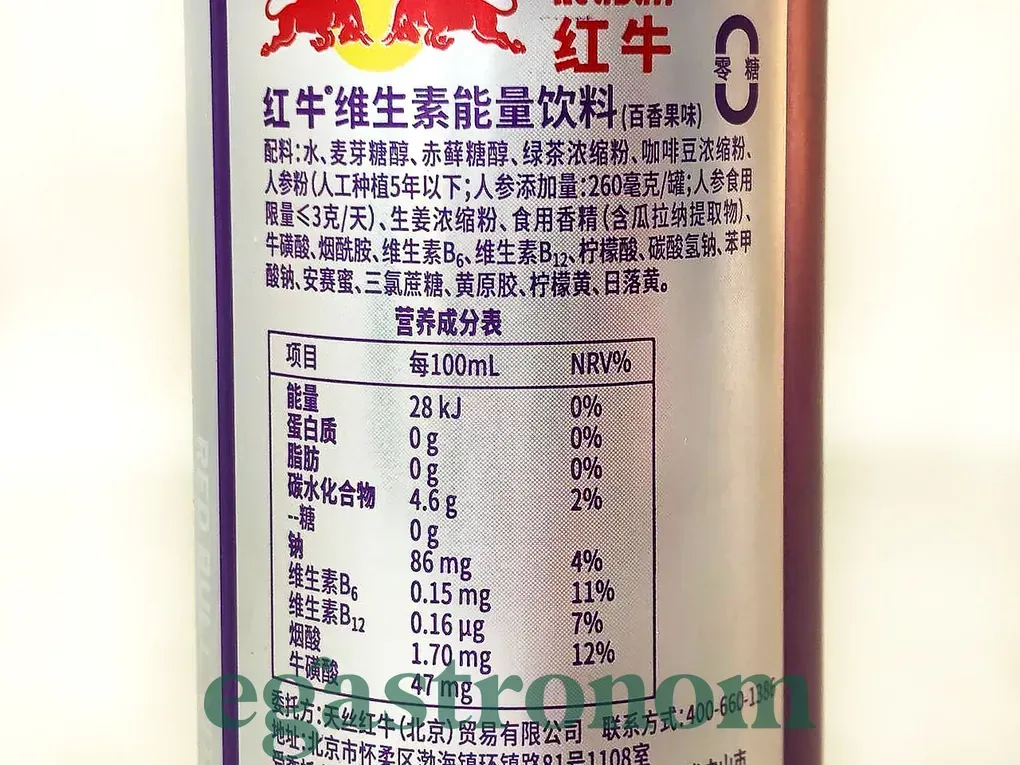 红牛
零糖
红牛®维生素能量饮料(百香果味)
配料:水、麦芽糖醇、赤藓糖醇、绿茶浓缩粉、咖啡豆浓缩粉、
人参粉(人工种植5年以下;人参添加量:260毫克/罐;人参食用
限量≤3克/天)、生姜浓缩粉、食用香精(含瓜拉纳提取物)、
牛磺酸、烟酰胺、维生素B6、维生素B12、柠檬酸、碳酸氢钠、苯甲
酸钠、安赛蜜、三氯蔗糖、黄原胶、柠檬黄、日落黄。
营养成分表
项目 每100mL NRV%
能量 28 kJ 0%
蛋白质 0 g 0%
脂肪 0 g 0%
碳水化合物 4.6 g 2%
--糖 0 g
钠 86 mg 4%
维生素B6 0.15 mg 11%
维生素B12 0.16 μg 7%
烟酸 1.70 mg 12%
牛磺酸 47 mg
egastronom
委托方:天丝红牛(北京)贸易有限公司 联系方式:400-660-138
地址:北京市怀柔区渤海镇环镇路81号1108室
RED BULL